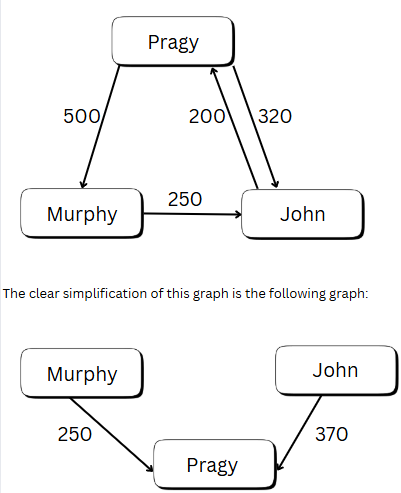 Pragy
500
200
320
250
Murphy
John
The clear simplification of this graph is the following graph:
Murphy
John
250
370
Pragy